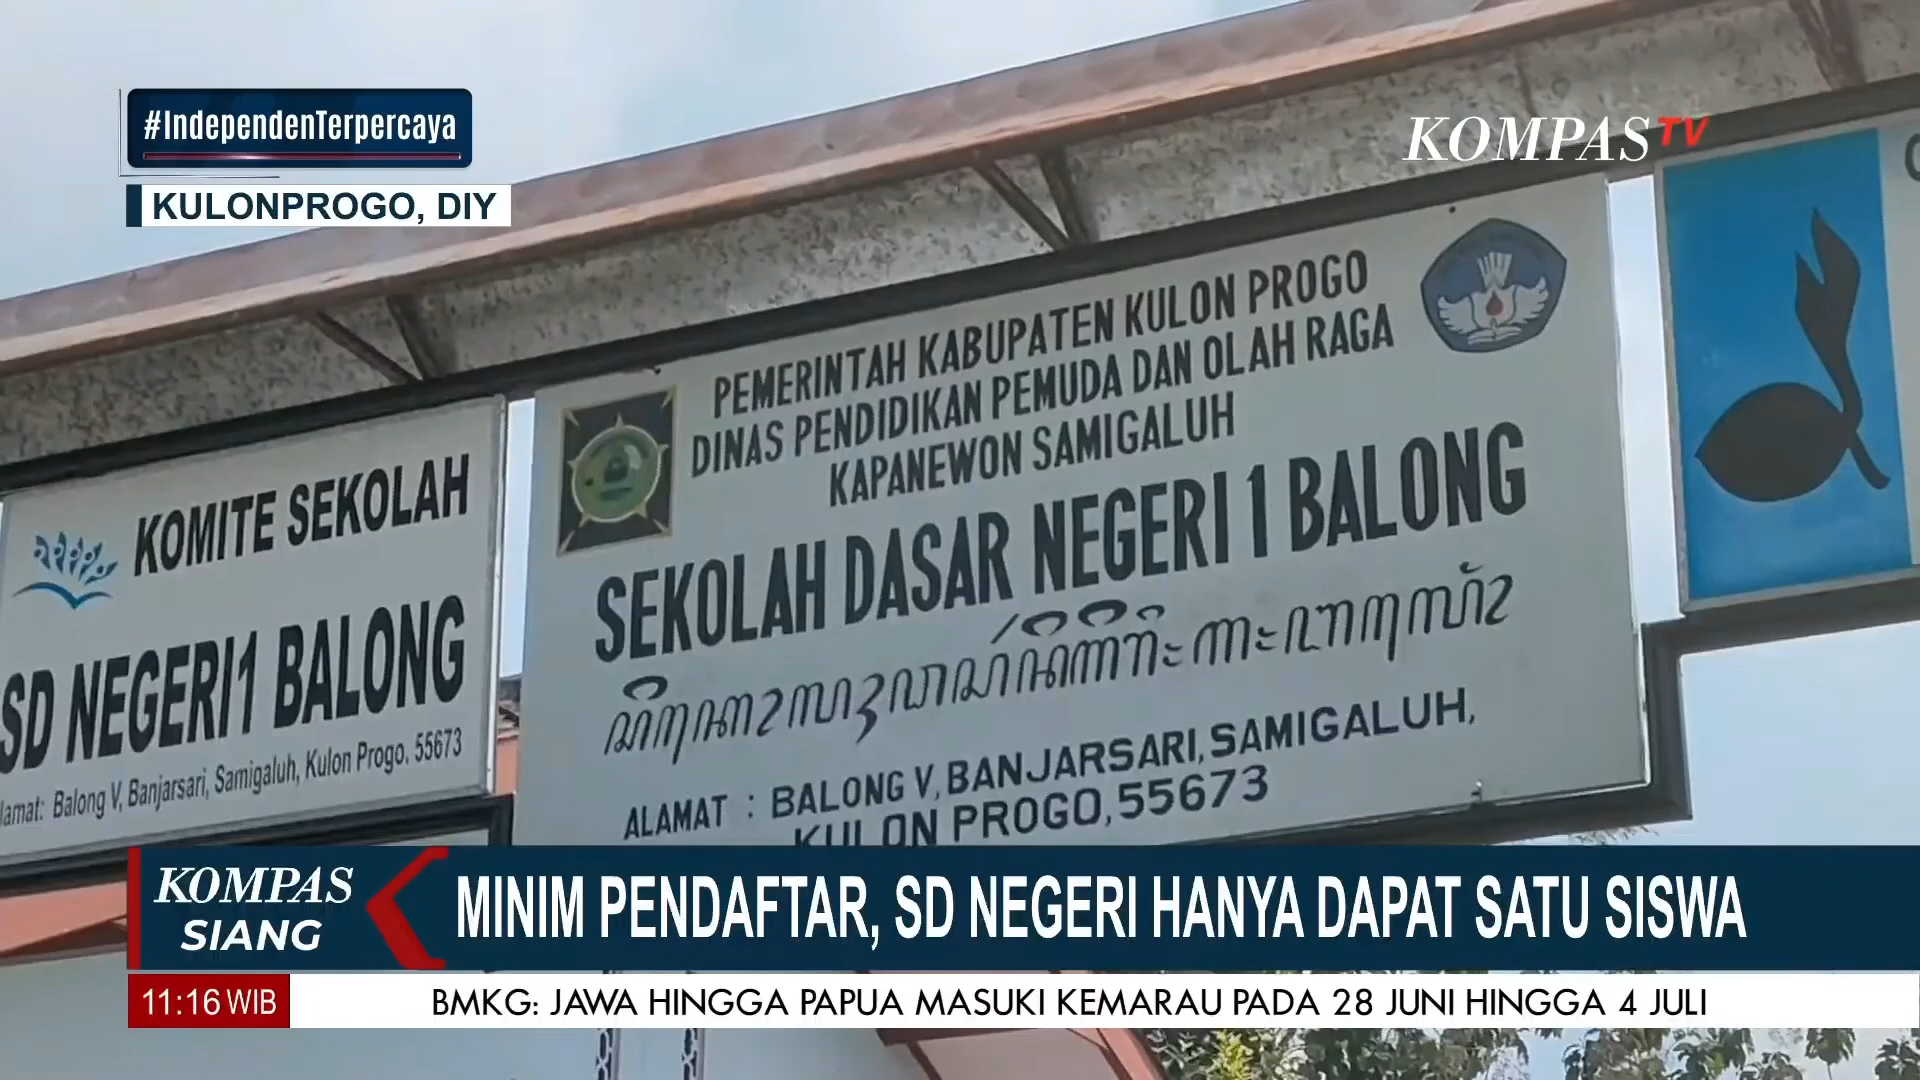 #IndependenTerpercaya
KULONPROGO, DIY
KOMPAS TV
KOMITE SEKOLAH
SD NEGERI 1 BALONG
lamat: Balong V, Banjarsari, Samigaluh, Kulon Progo. 55673
PEMERINTAH KABUPATEN KULON PROGO
DINAS PENDIDIKAN PEMUDA DAN OLAH RAGA
KAPANEWON SAMIGALUH
SEKOLAH DASAR NEGERI 1 BALONG
ALAMAT : BALONG V, BANJARSARI, SAMIGALUH,
KULON PROGO, 55673
KOMPAS
SIANG
MINIM PENDAFTAR, SD NEGERI HANYA DAPAT SATU SISWA
11:16 WIB
BMKG: JAWA HINGGA PAPUA MASUKI KEMARAU PADA 28 JUNI HINGGA 4 JULI